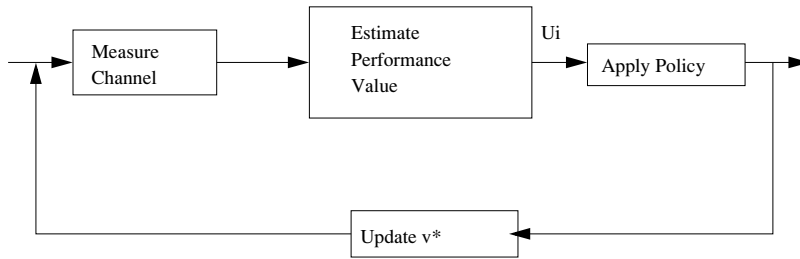 Measure
Channel
Estimate
Performance
Value
Ui
Apply Policy
Update v*